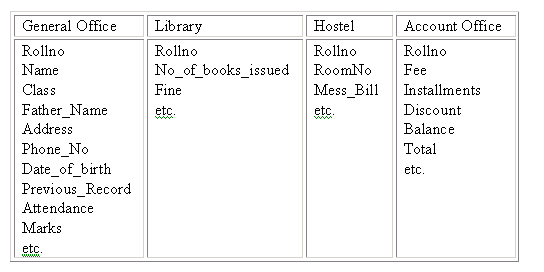 General Office
Library
Hostel
Account Office
Rollno
Name
Class
Father_Name
Address
Phone_No
Date_of_birth
Previous_Record
Attendance
Marks
etc.
Rollno
No_of_books_issued
Fine
etc.
Rollno
RoomNo
Mess_Bill
etc.
Rollno
Fee
Installments
Discount
Balance
Total
etc.